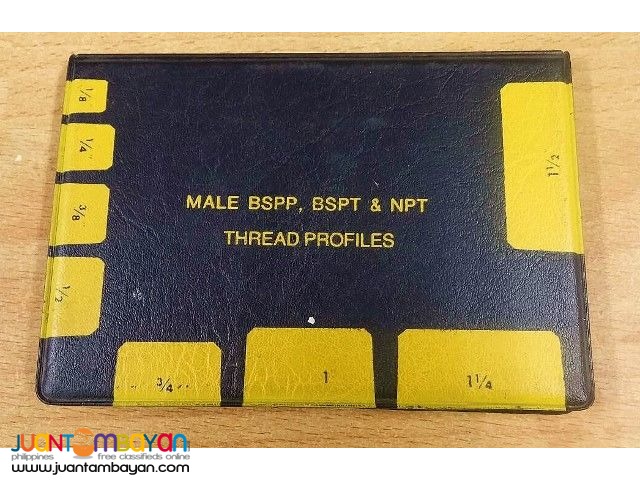 1/8
1/4
3/8
1/2
MALE BSPP, BSPT & NPT
THREAD PROFILES
1½
3/4
1
1¼
JUANTAMBAYAN
philippines free classifieds online
www.juantambayan.com